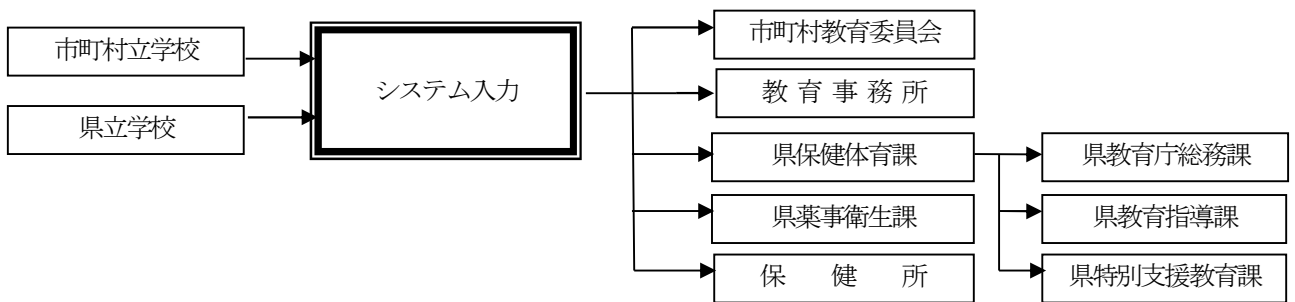 市町村立学校
県立学校
システム入力
市町村教育委員会
教 育 事 務 所
県保健体育課
県薬事衛生課
保 健 所
県教育庁総務課
県教育指導課
県特別支援教育課